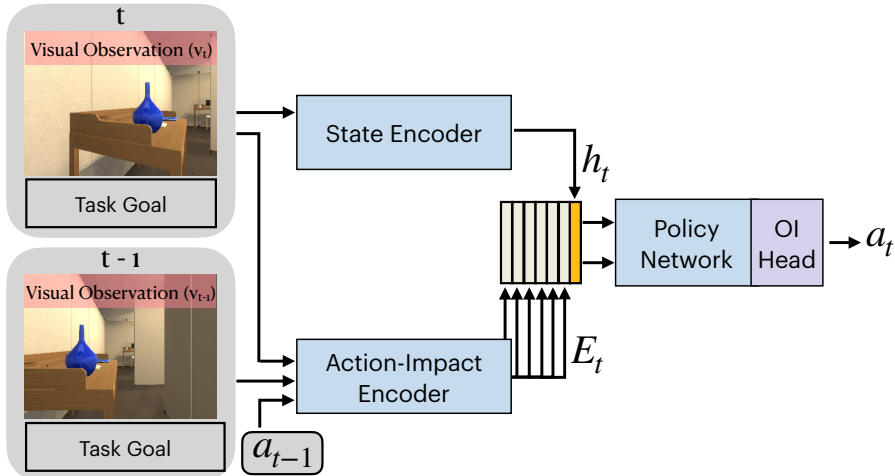 t
Visual Observation (vₜ)
Task Goal
t - 1
Visual Observation (vₜ₋₁)
Task Goal
aₜ₋₁
State Encoder
Action-Impact
Encoder
hₜ
Eₜ
Policy
Network
OI
Head
aₜ